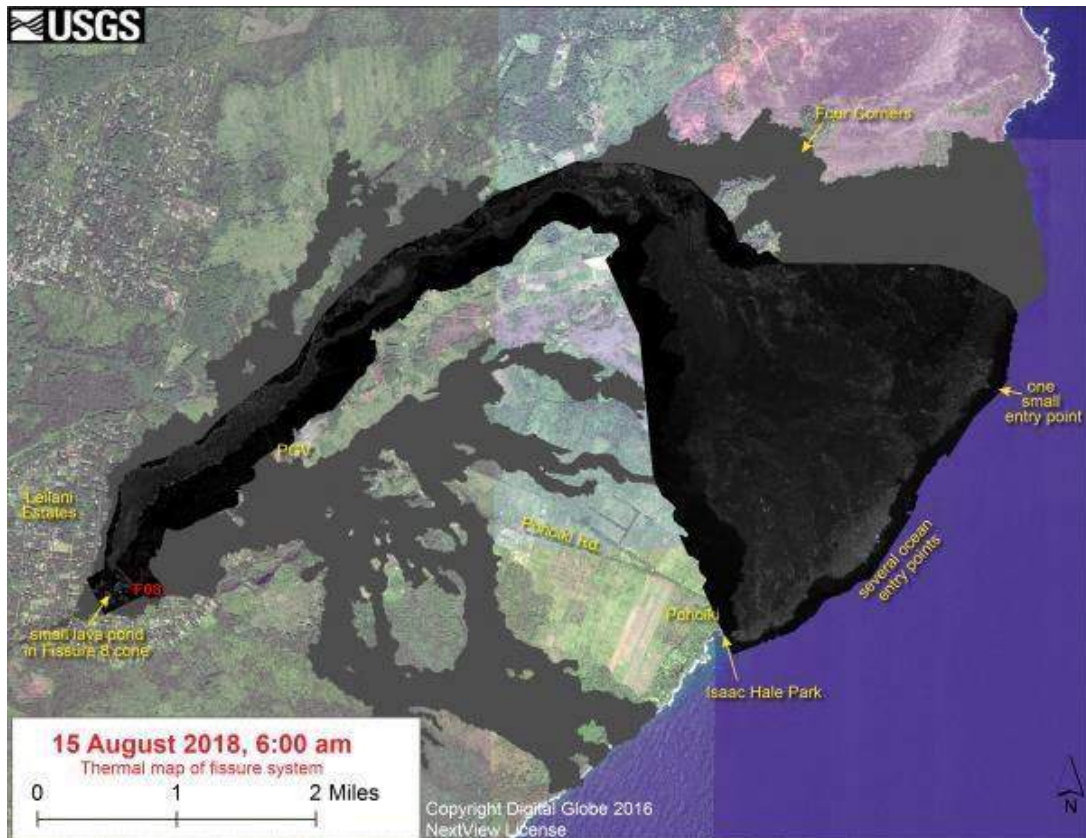 USGS
Four Corners
one
small
entry point
PGV
Leilani
Estates
Pohoiki Rd.
several ocean
entry points
F08
small lava pond
in Fissure 8 cone
Pohoiki
Isaac Hale Park
15 August 2018, 6:00 am
Thermal map of fissure system
0 1 2 Miles
Copyright Digital Globe 2016
NextView License
N